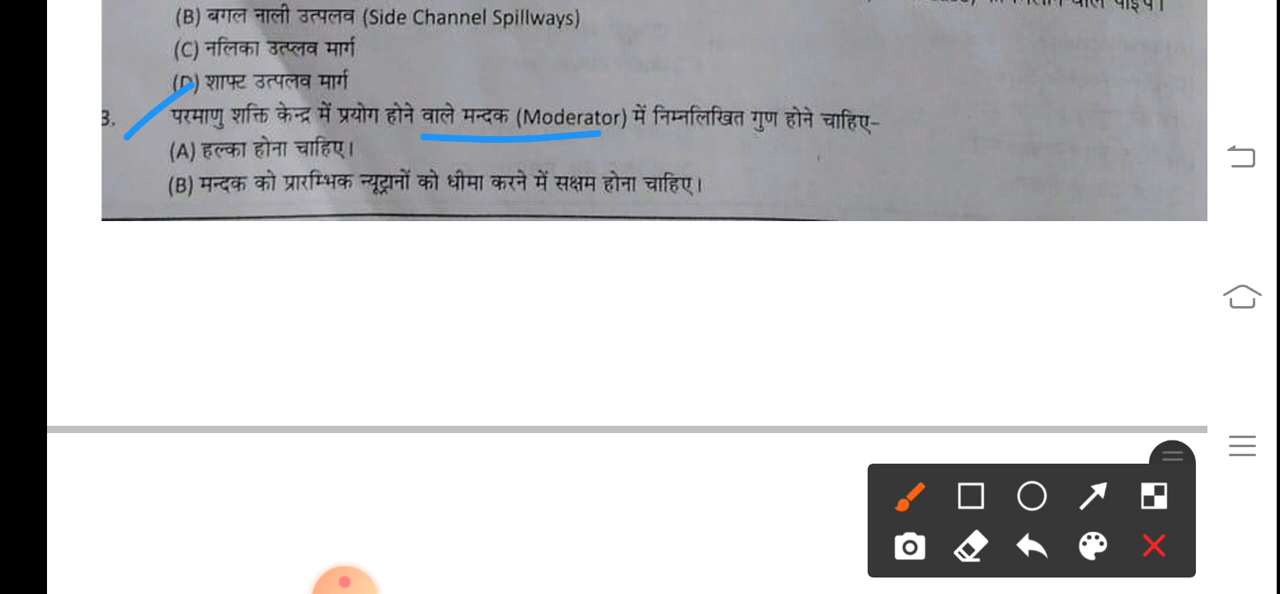 (B) बगल नाली उत्पलव (Side Channel Spillways)
(C) नलिका उत्प्लव मार्ग
(D) शाफ्ट उत्पलव मार्ग
3. परमाणु शक्ति केन्द्र में प्रयोग होने वाले मन्दक (Moderator) में निम्नलिखित गुण होने चाहिए–
(A) हल्का होना चाहिए।
(B) मन्दक को प्रारम्भिक न्यूट्रानों को धीमा करने में सक्षम होना चाहिए।